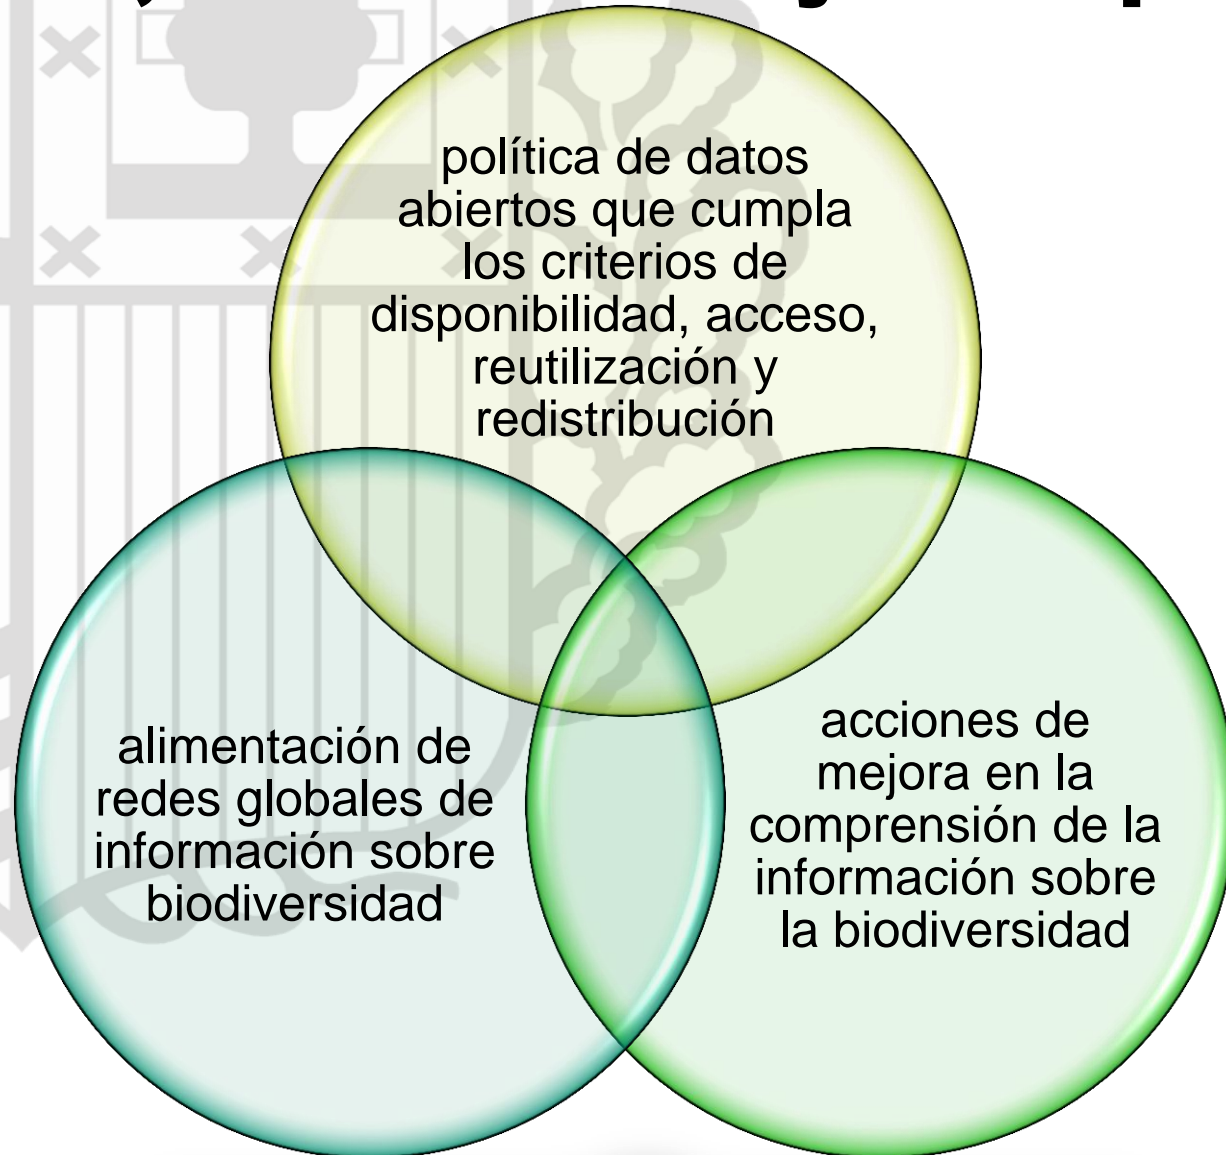 política de datos
abiertos que cumpla
los criterios de
disponibilidad, acceso,
reutilización y
redistribución
alimentación de
redes globales de
información sobre
biodiversidad
acciones de
mejora en la
comprensión de la
información sobre
la biodiversidad